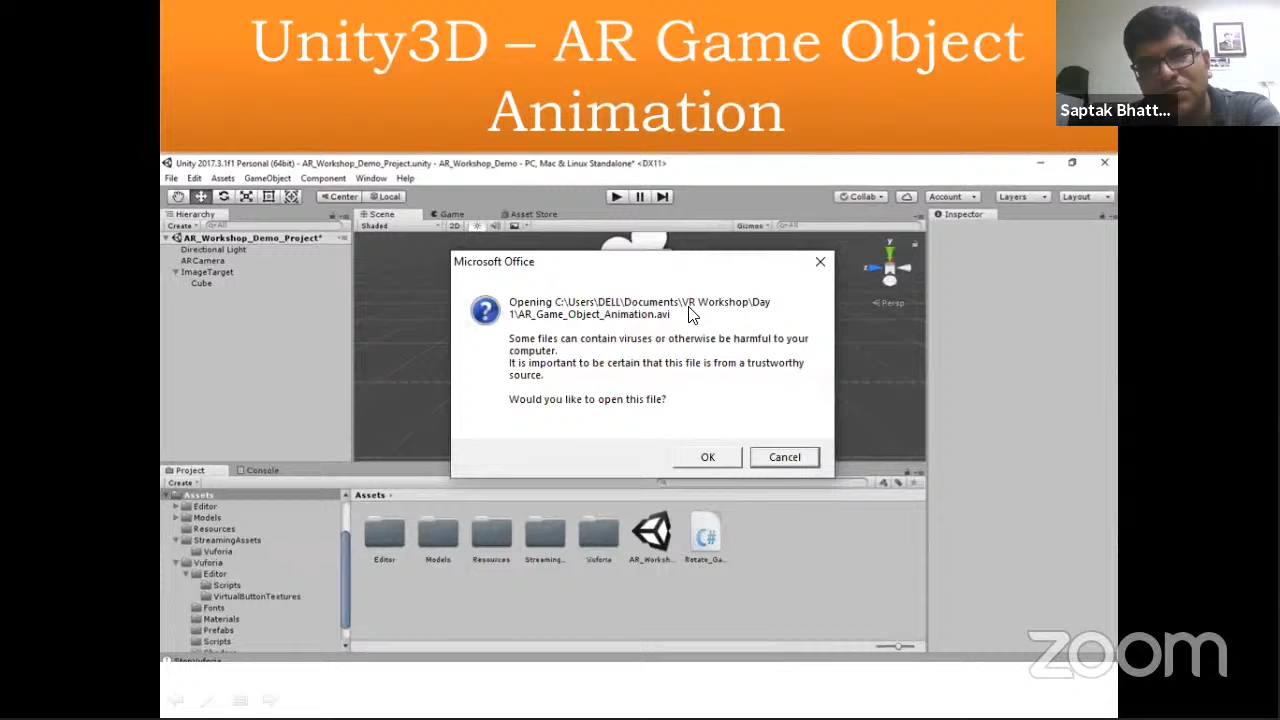 Unity3D – AR Game Object
Animation
Saptak Bhatt...
Unity 2017.3.1f1 Personal (64bit) - AR_Workshop_Demo_Project.unity - AR_Workshop_Demo - PC, Mac & Linux Standalone* <DX11>
File Edit Assets GameObject Component Window Help
Center Local Collab Account Layers Layout
Hierarchy Scene Game Asset Store Inspector
Create All Shaded 2D Gizmos All
AR_Workshop_Demo_Project*
Directional Light
ARCamera
ImageTarget
Cube
y
z
Persp
Microsoft Office
Opening C:\Users\DELL\Documents\VR Workshop\Day
1\AR_Game_Object_Animation.avi
Some files can contain viruses or otherwise be harmful to your
computer.
It is important to be certain that this file is from a trustworthy
source.
Would you like to open this file?
OK Cancel
Project Console
Create
Assets
Editor
Models
Resources
StreamingAssets
Vuforia
Vuforia
Editor
Scripts
VirtualButtonTextures
Fonts
Materials
Prefabs
Scripts
Assets
Editor Models Resources Streaming.. Vuforia AR_Worksh.. Rotate_Ga..
C#
StopVuforia
zoom